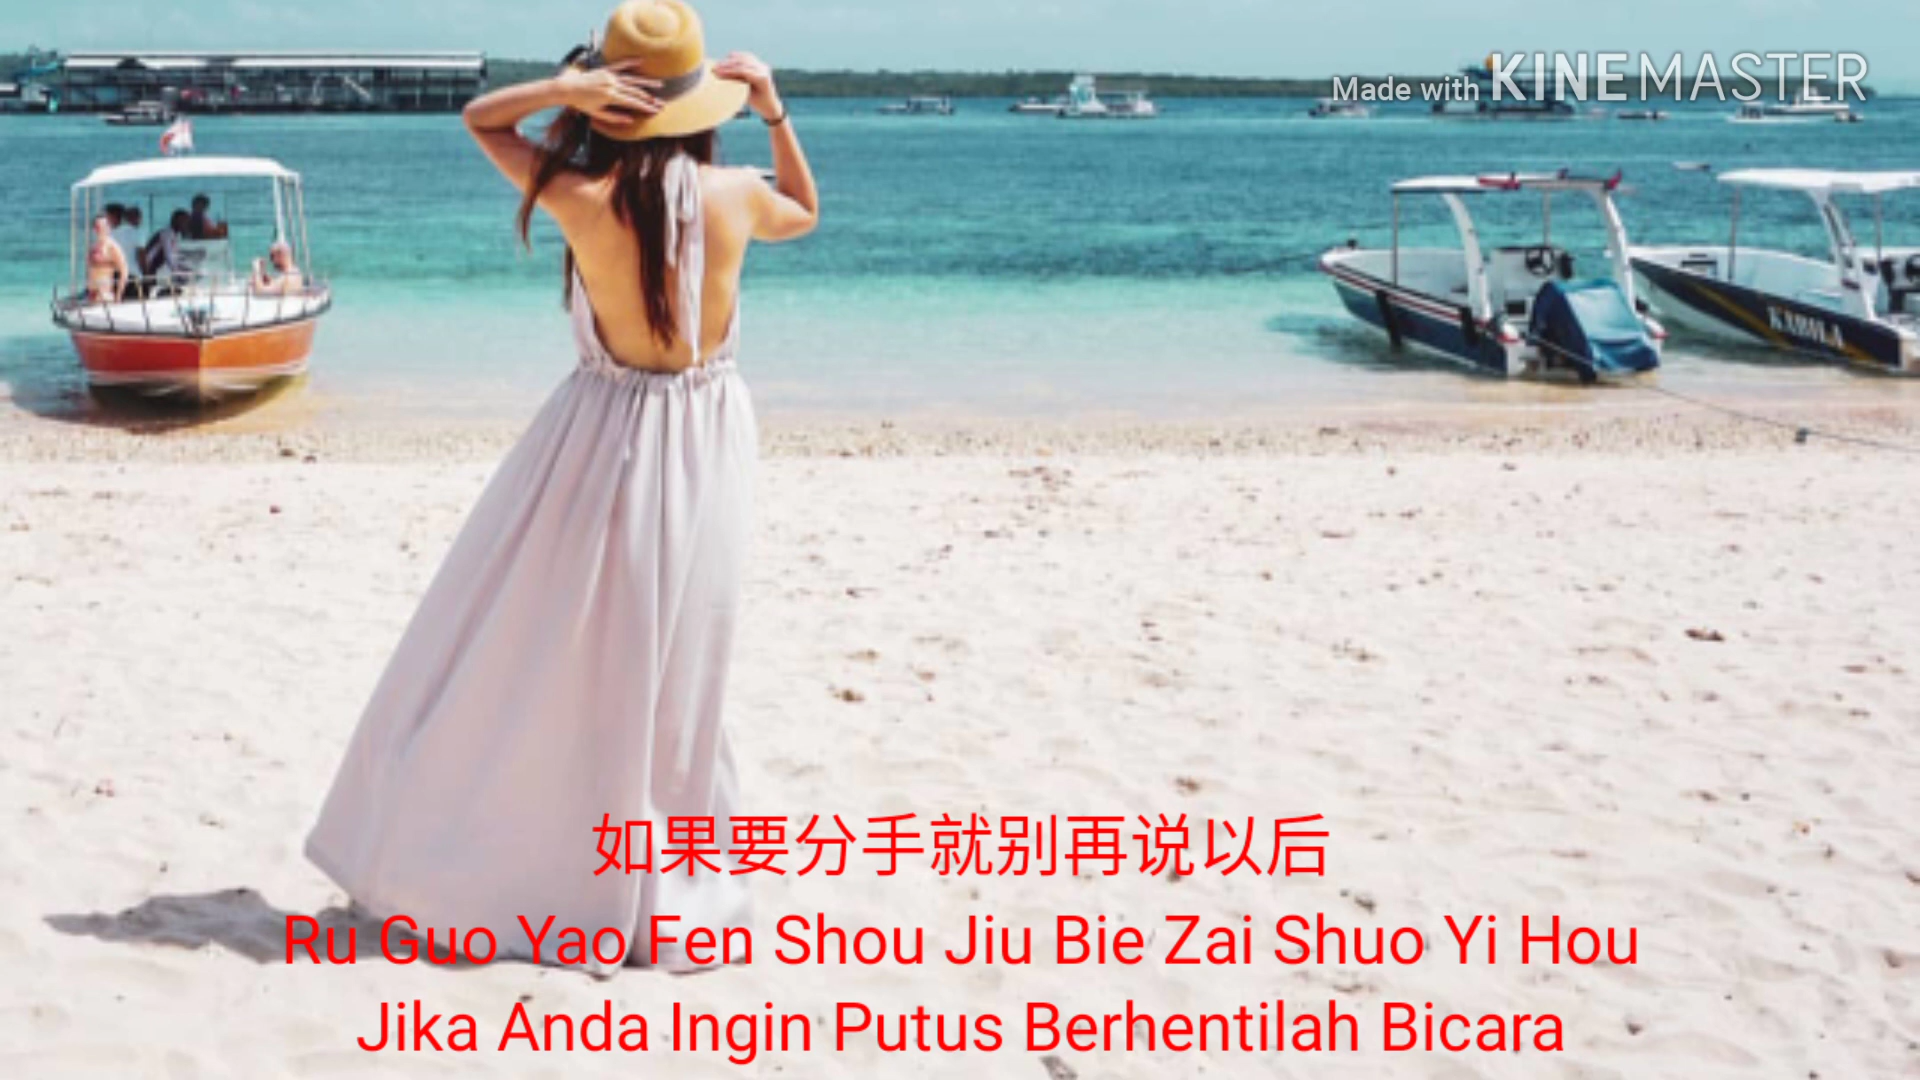 Made with KINEMASTER
KAHOLA
如果要分手就别再说以后
Ru Guo Yao Fen Shou Jiu Bie Zai Shuo Yi Hou
Jika Anda Ingin Putus Berhentilah Bicara